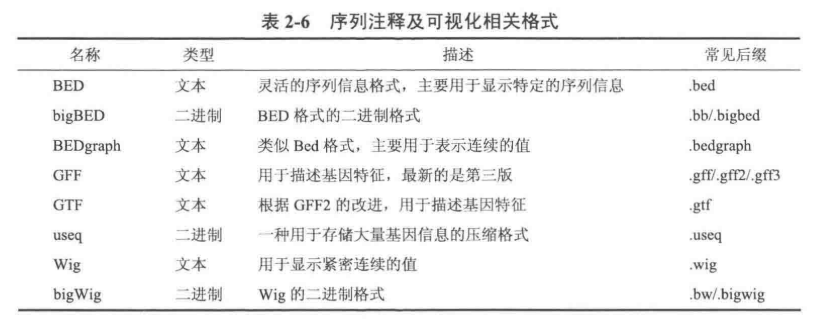 表 2-6 序列注释及可视化相关格式
名称 类型 描述 常见后缀
BED 文本 灵活的序列信息格式，主要用于显示特定的序列信息 .bed
bigBED 二进制 BED 格式的二进制格式 .bb/.bigbed
BEDgraph 文本 类似 Bed 格式，主要用于表示连续的值 .bedgraph
GFF 文本 用于描述基因特征，最新的是第三版 .gff/.gff2/.gff3
GTF 文本 根据 GFF2 的改进，用于描述基因特征 .gtf
useq 二进制 一种用于存储大量基因信息的压缩格式 .useq
Wig 文本 用于显示紧密连续的值 .wig
bigWig 二进制 Wig 的二进制格式 .bw/.bigwig